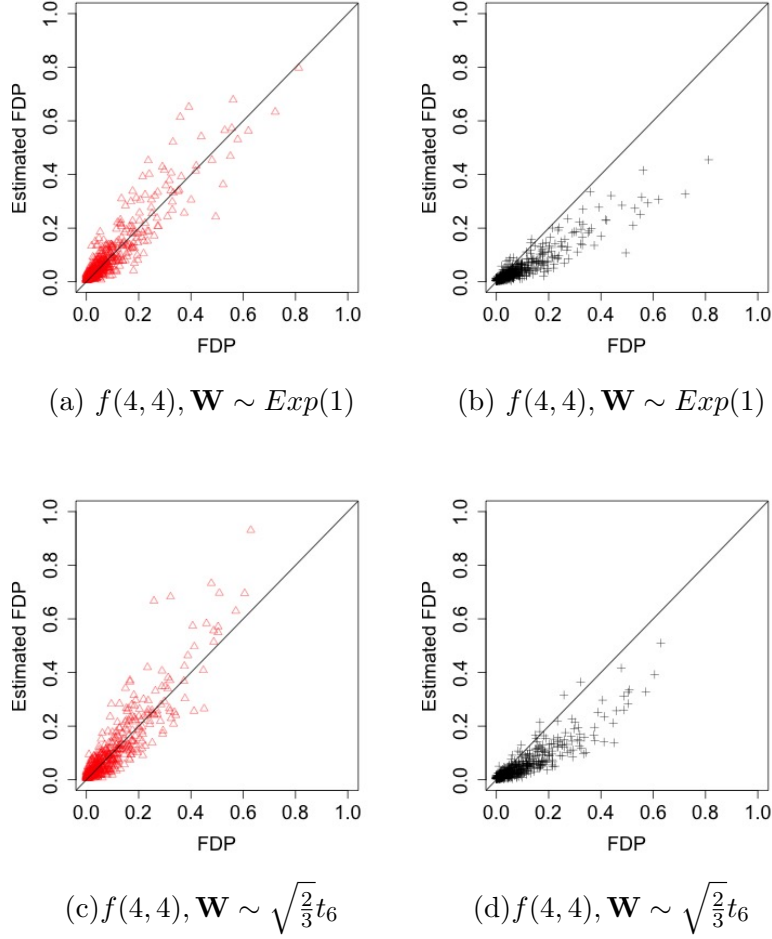 Estimated FDP
0.0 0.2 0.4 0.6 0.8 1.0
0.0 0.2 0.4 0.6 0.8 1.0
FDP
(a) f(4, 4), W ∼ Exp(1)
Estimated FDP
0.0 0.2 0.4 0.6 0.8 1.0
0.0 0.2 0.4 0.6 0.8 1.0
FDP
(b) f(4, 4), W ∼ Exp(1)
Estimated FDP
0.0 0.2 0.4 0.6 0.8 1.0
0.0 0.2 0.4 0.6 0.8 1.0
FDP
(c)f(4, 4), W ∼ √(2/3) t₆
Estimated FDP
0.0 0.2 0.4 0.6 0.8 1.0
0.0 0.2 0.4 0.6 0.8 1.0
FDP
(d)f(4, 4), W ∼ √(2/3) t₆